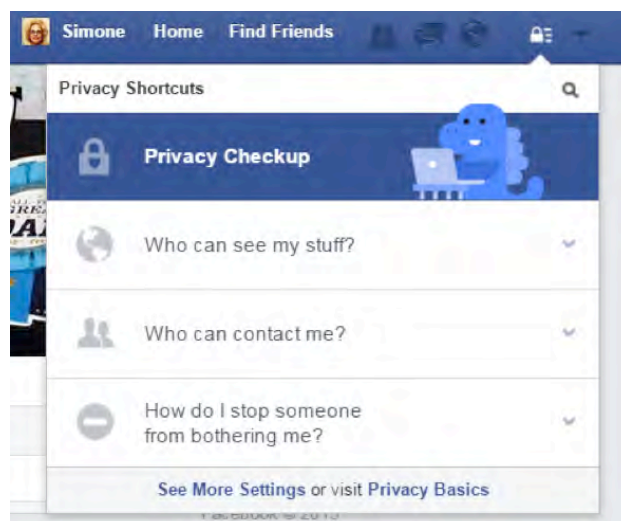 Simone Home Find Friends
Privacy Shortcuts
Privacy Checkup
Who can see my stuff?
Who can contact me?
How do I stop someone
from bothering me?
See More Settings or visit Privacy Basics